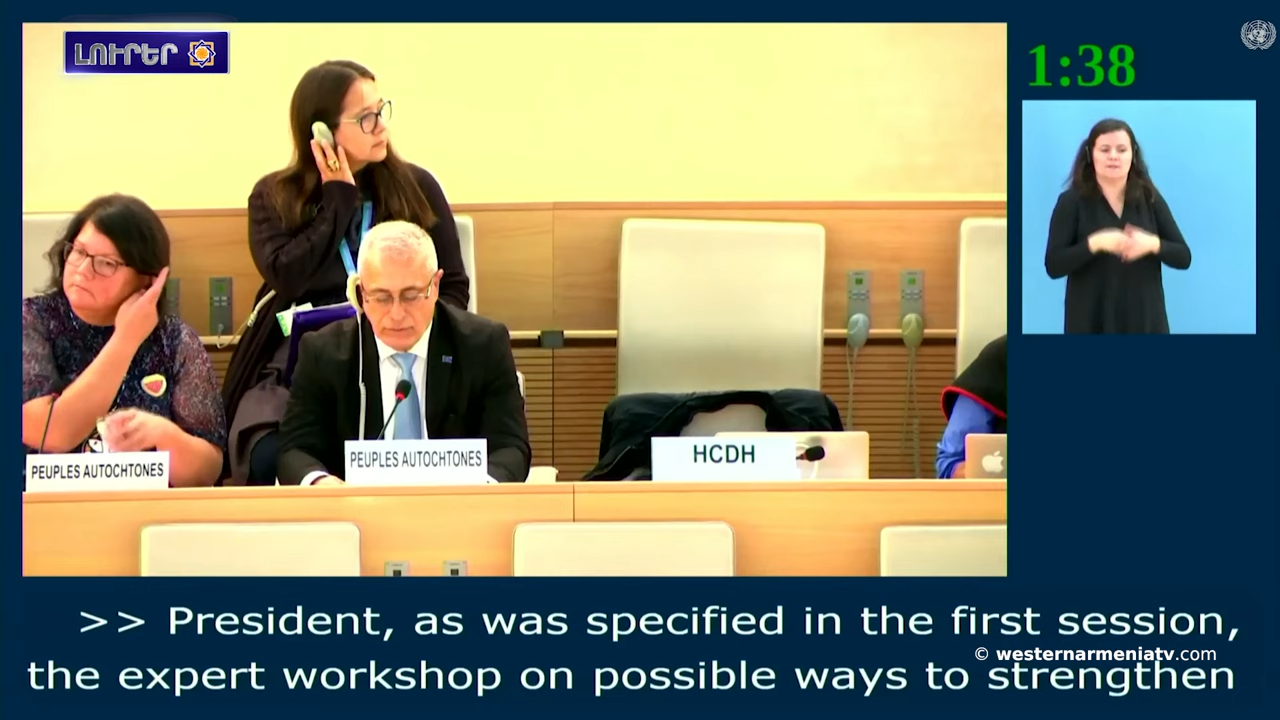 ԼՈՒՐԵՐ
1:38
PEUPLES AUTOCHTONES
PEUPLES AUTOCHTONES
HCDH
>> President, as was specified in the first session,
© westernarmeniatv.com
the expert workshop on possible ways to strengthen